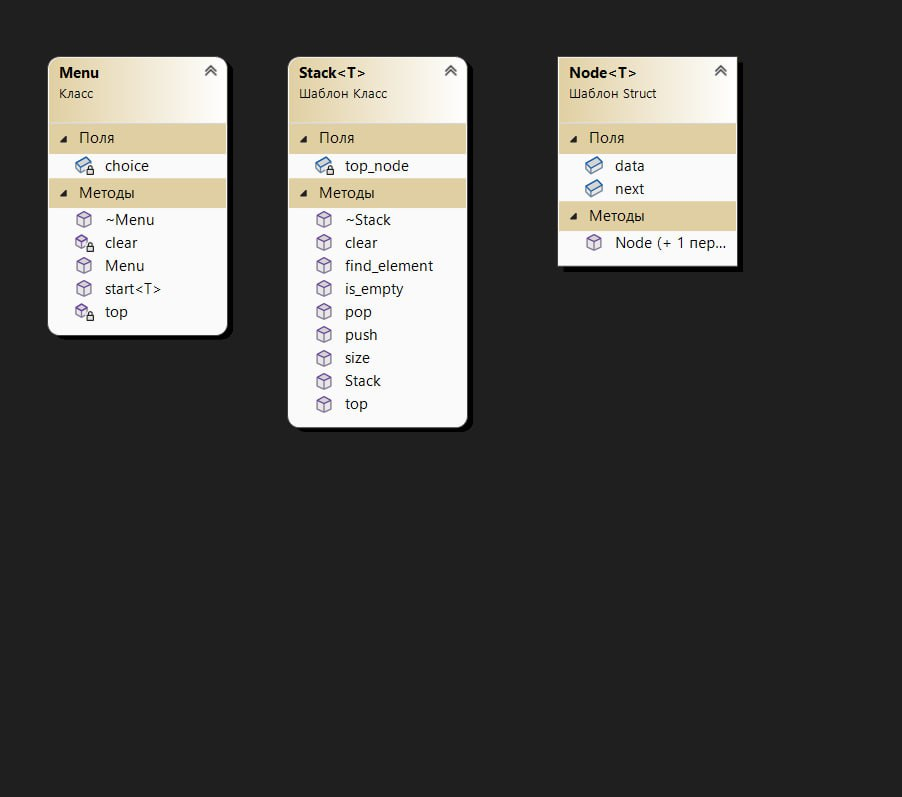 Menu
Класс
Поля
choice
Методы
~Menu
clear
Menu
start<T>
top
Stack<T>
Шаблон Класс
Поля
top_node
Методы
~Stack
clear
find_element
is_empty
pop
push
size
Stack
top
Node<T>
Шаблон Struct
Поля
data
next
Методы
Node (+ 1 пер...